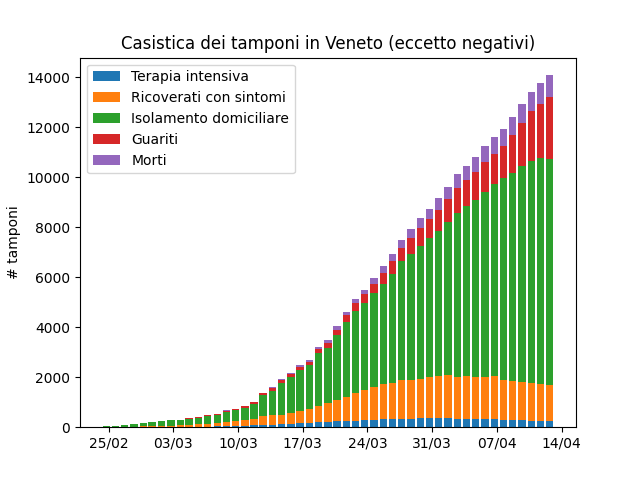 Casistica dei tamponi in Veneto (eccetto negativi)
Terapia intensiva
Ricoverati con sintomi
Isolamento domiciliare
Guariti
Morti
# tamponi
14000
12000
10000
8000
6000
4000
2000
0
25/02 03/03 10/03 17/03 24/03 31/03 07/04 14/04